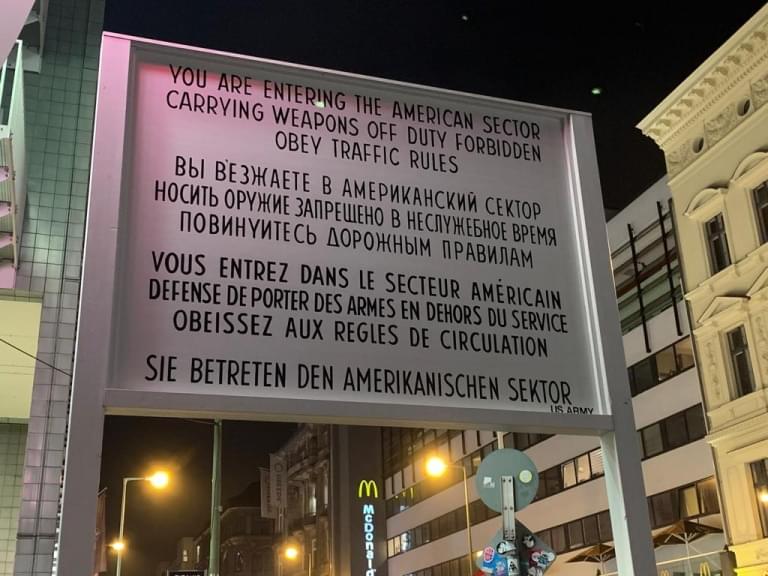 YOU ARE ENTERING THE AMERICAN SECTOR
CARRYING WEAPONS OFF DUTY FORBIDDEN
OBEY TRAFFIC RULES
ВЫ ВЪЕЗЖАЕТЕ В АМЕРИКАНСКИЙ СЕКТОР
НОСИТЬ ОРУЖИЕ ЗАПРЕЩЕНО В НЕСЛУЖЕБНОЕ ВРЕМЯ
ПОВИНУЙТЕСЬ ДОРОЖНЫМ ПРАВИЛАМ
VOUS ENTREZ DANS LE SECTEUR AMÉRICAIN
DEFENSE DE PORTER DES ARMES EN DEHORS DU SERVICE
OBEISSEZ AUX REGLES DE CIRCULATION
SIE BETRETEN DEN AMERIKANISCHEN SEKTOR
US ARMY
McDonald's